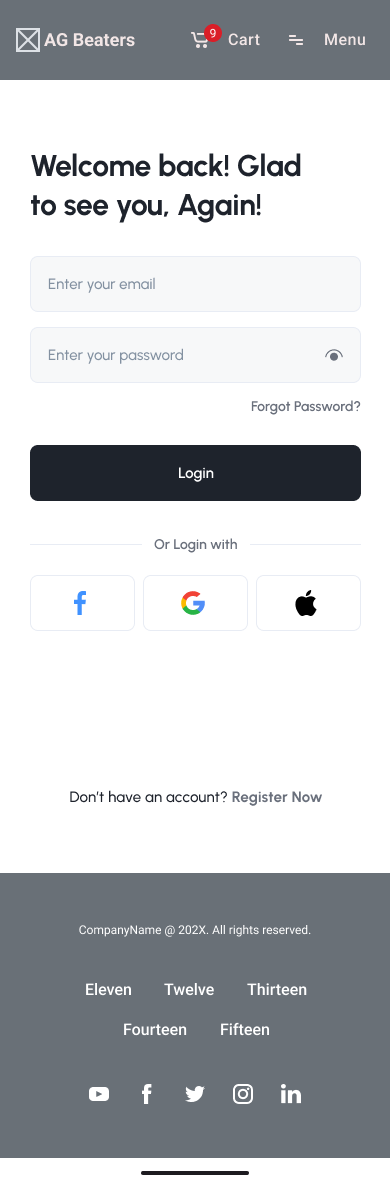 AG Beaters
9
Cart
Menu
Welcome back! Glad
to see you, Again!
Enter your email
Enter your password
Forgot Password?
Login
Or Login with
Don't have an account? Register Now
CompanyName @ 202X. All rights reserved.
Eleven Twelve Thirteen
Fourteen Fifteen